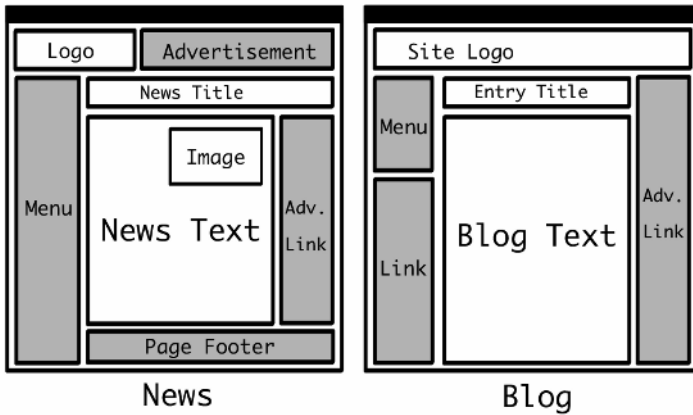 Logo
Advertisement
News Title
Image
Menu
News Text
Adv.
Link
Page Footer
News
Site Logo
Menu
Entry Title
Adv.
Link
Blog Text
Link
Blog